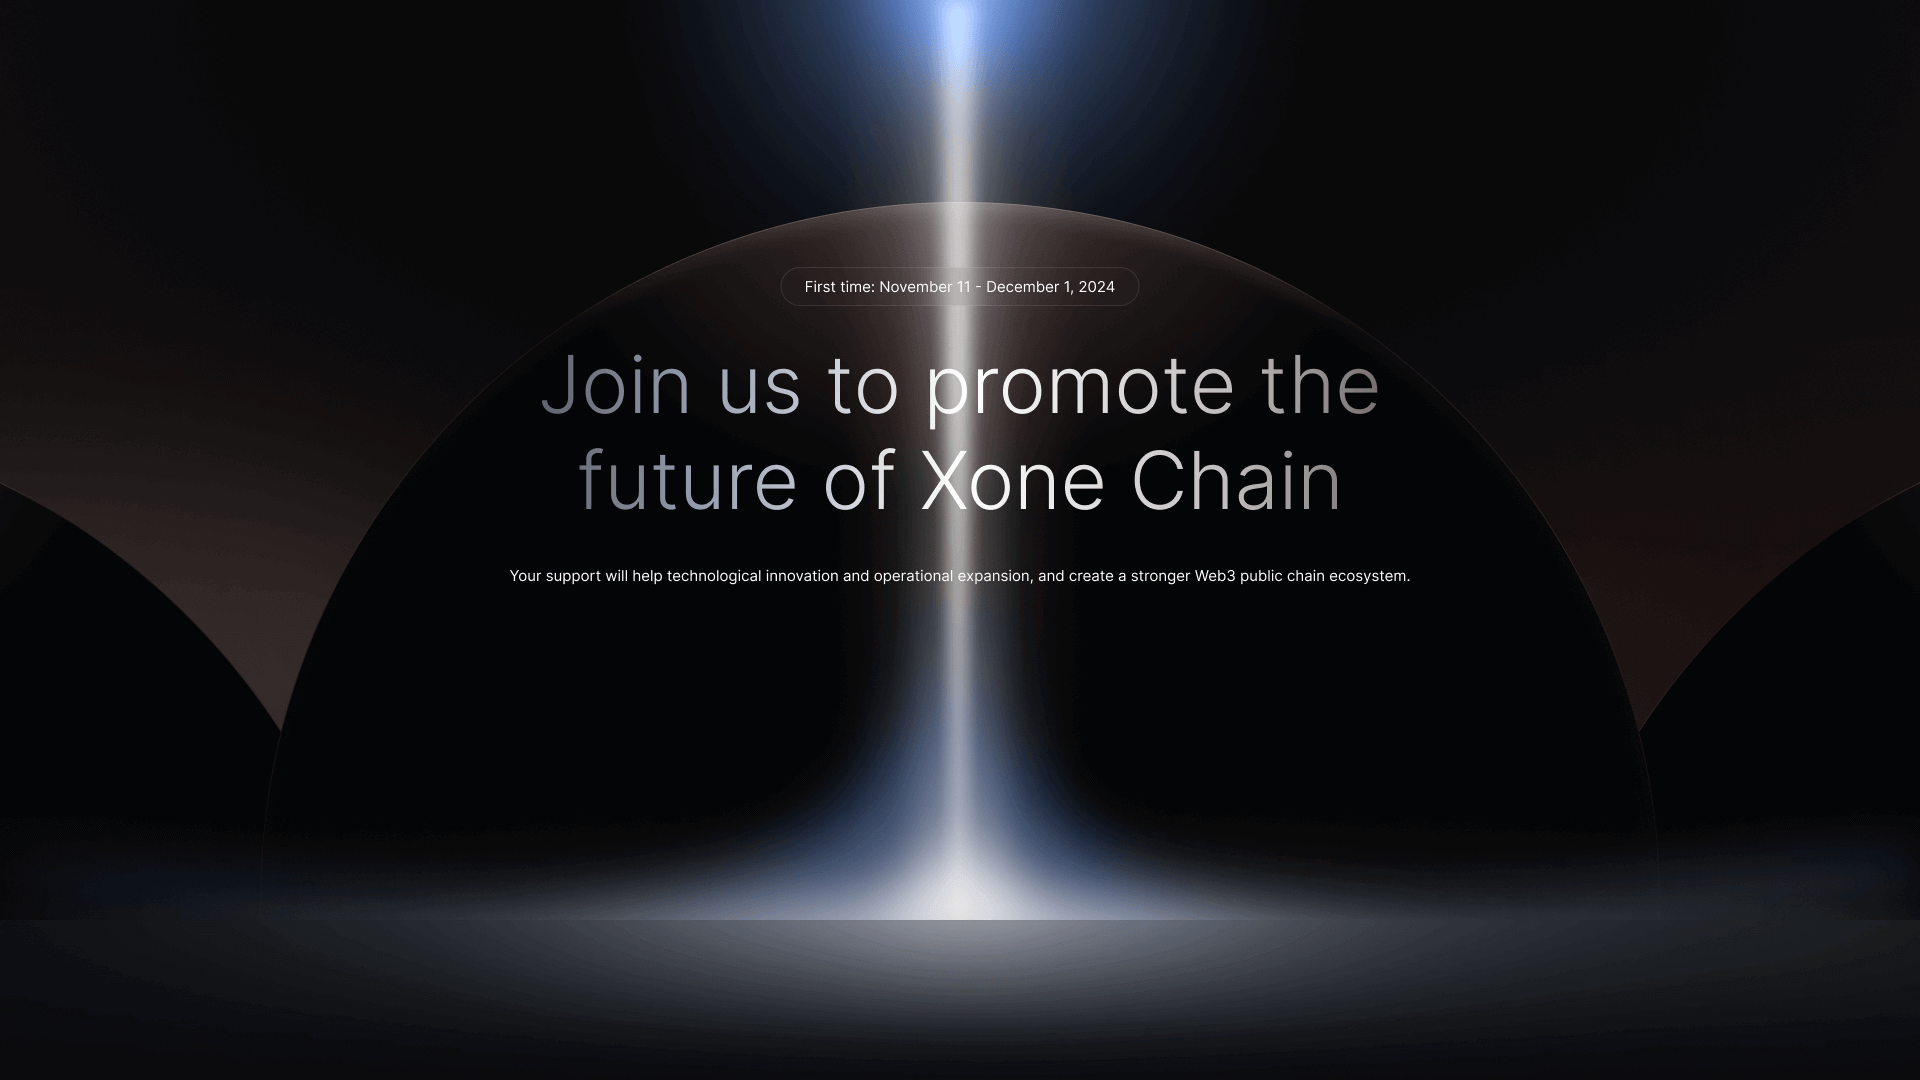 First time: November 11 - December 1, 2024
Join us to promote the
future of Xone Chain
Your support will help technological innovation and operational expansion, and create a stronger Web3 public chain ecosystem.